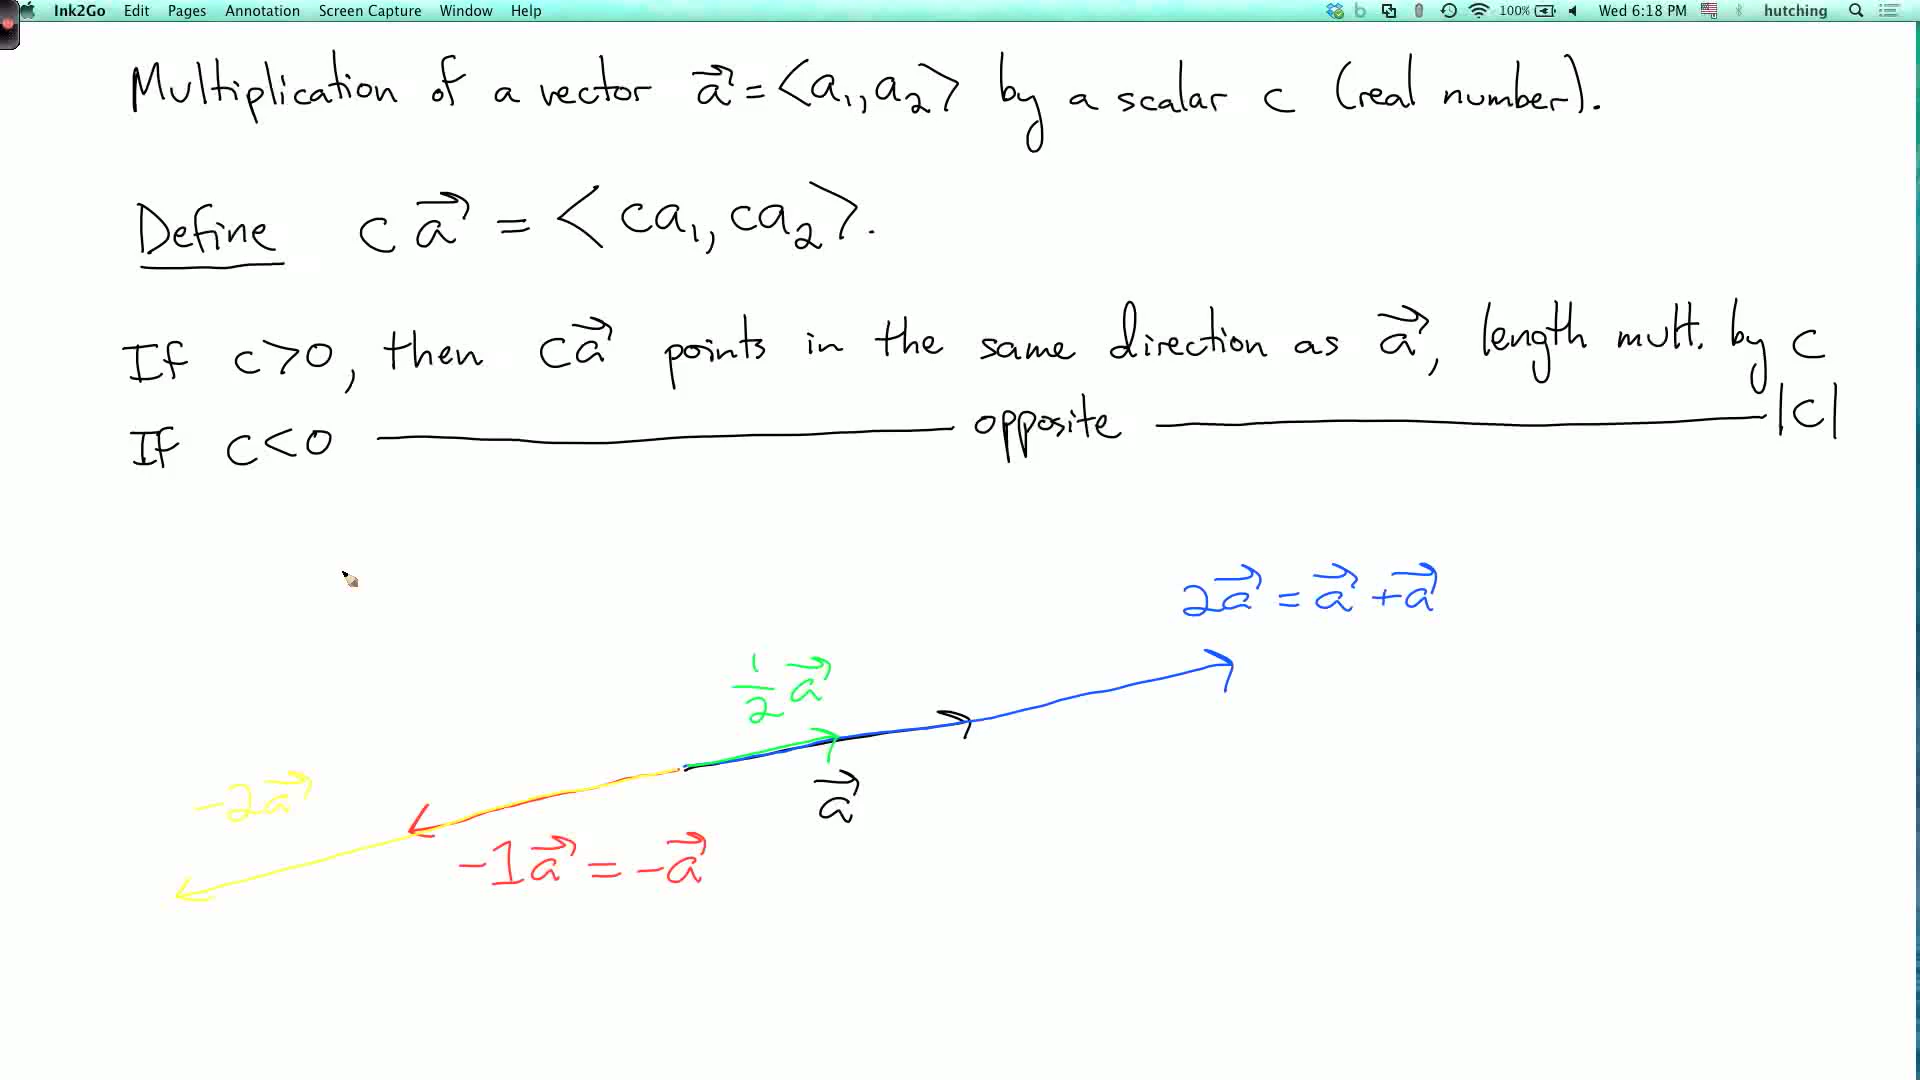 Ink2Go Edit Pages Annotation Screen Capture Window Help 100% Wed 6:18 PM hutching
Multiplication of a vector a⃗ = <a₁, a₂> by a scalar c (real number).
Define c a⃗ = <ca₁, ca₂>.
If c>0, then ca⃗ points in the same direction as a⃗, length mult. by c
If c<0 ——— opposite ——— |c|
2a⃗ = a⃗ + a⃗
1/2 a⃗
a⃗
-2a⃗
-1a⃗ = -a⃗